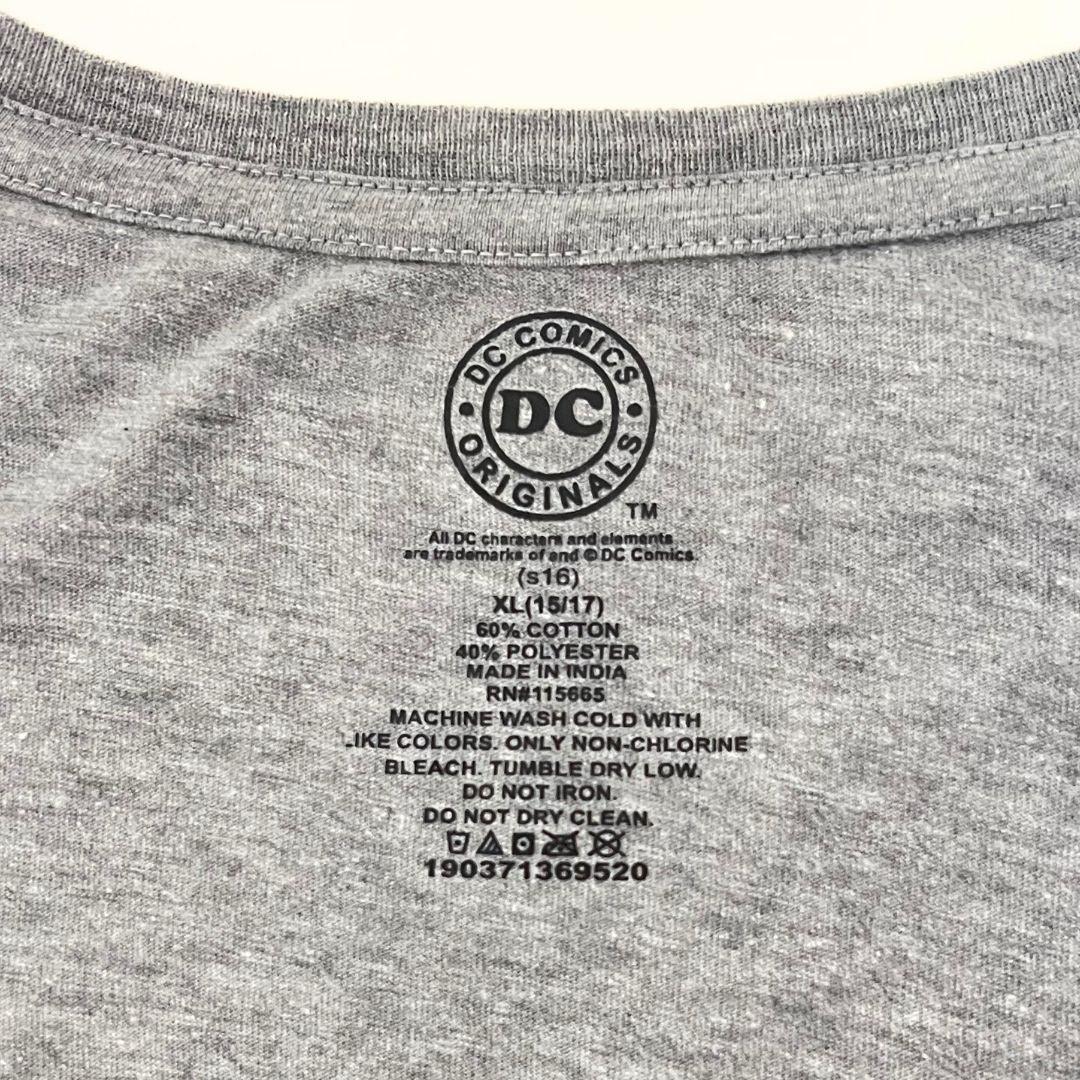 DC COMICS
DC
ORIGINALS
TM
All DC characters and elements
are trademarks of and © DC Comics.
(s16)
XL(15/17)
60% COTTON
40% POLYESTER
MADE IN INDIA
RN#115665
MACHINE WASH COLD WITH
LIKE COLORS. ONLY NON-CHLORINE
BLEACH. TUMBLE DRY LOW.
DO NOT IRON.
DO NOT DRY CLEAN.
190371369520